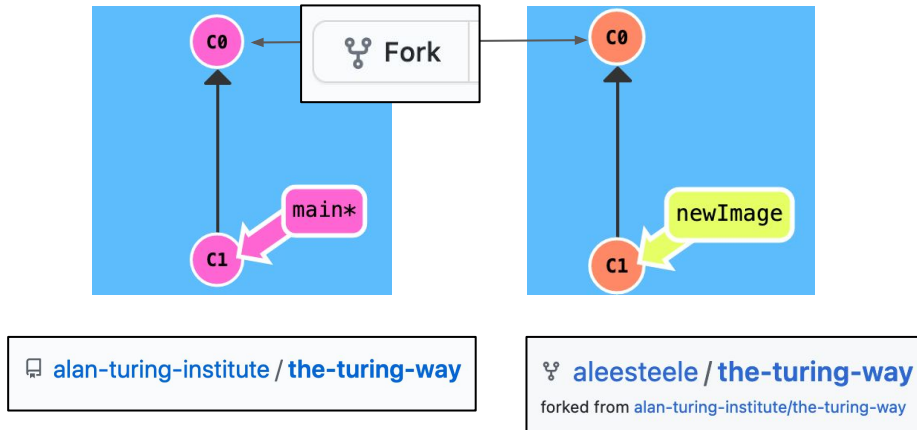 C0
Fork
C0
main*
newImage
C1
C1
alan-turing-institute / the-turing-way
aleesteele / the-turing-way
forked from alan-turing-institute/the-turing-way